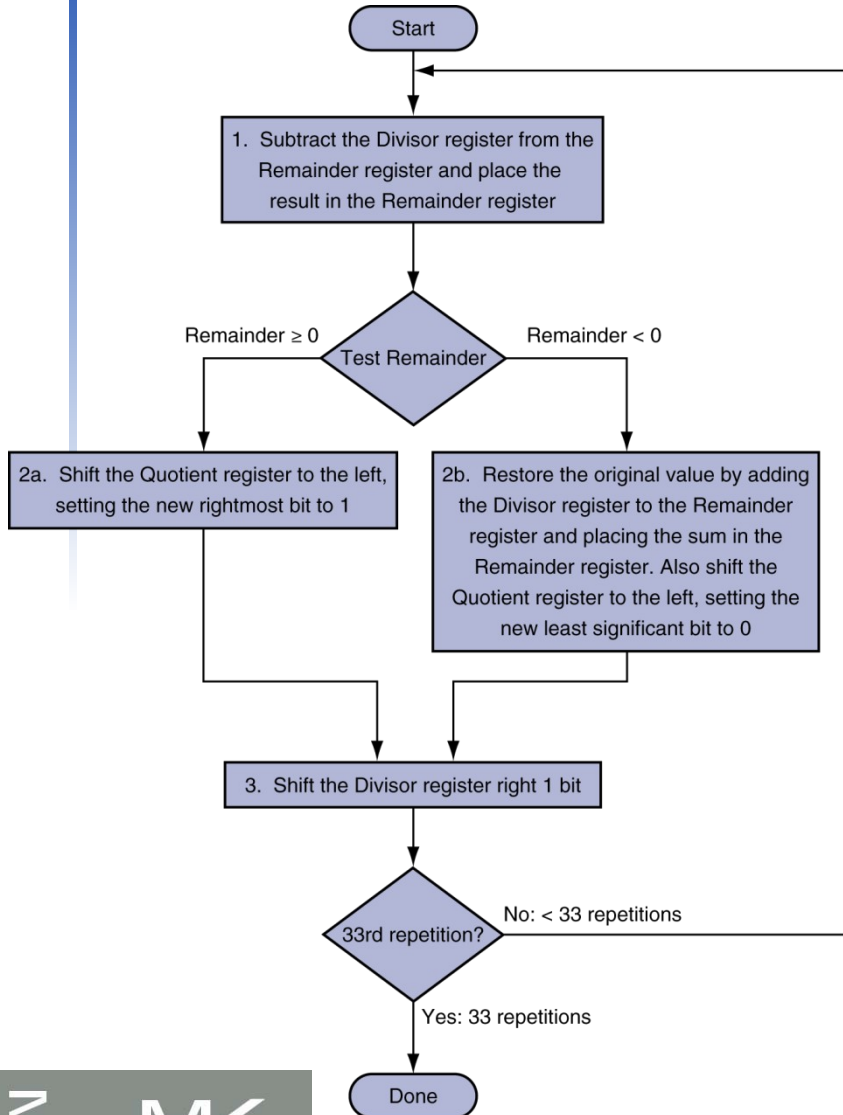 Start
1. Subtract the Divisor register from the
Remainder register and place the
result in the Remainder register
Remainder ≥ 0
Remainder < 0
Test Remainder
2a. Shift the Quotient register to the left,
setting the new rightmost bit to 1
2b. Restore the original value by adding
the Divisor register to the Remainder
register and placing the sum in the
Remainder register. Also shift the
Quotient register to the left, setting the
new least significant bit to 0
3. Shift the Divisor register right 1 bit
33rd repetition?
No: < 33 repetitions
Yes: 33 repetitions
Done